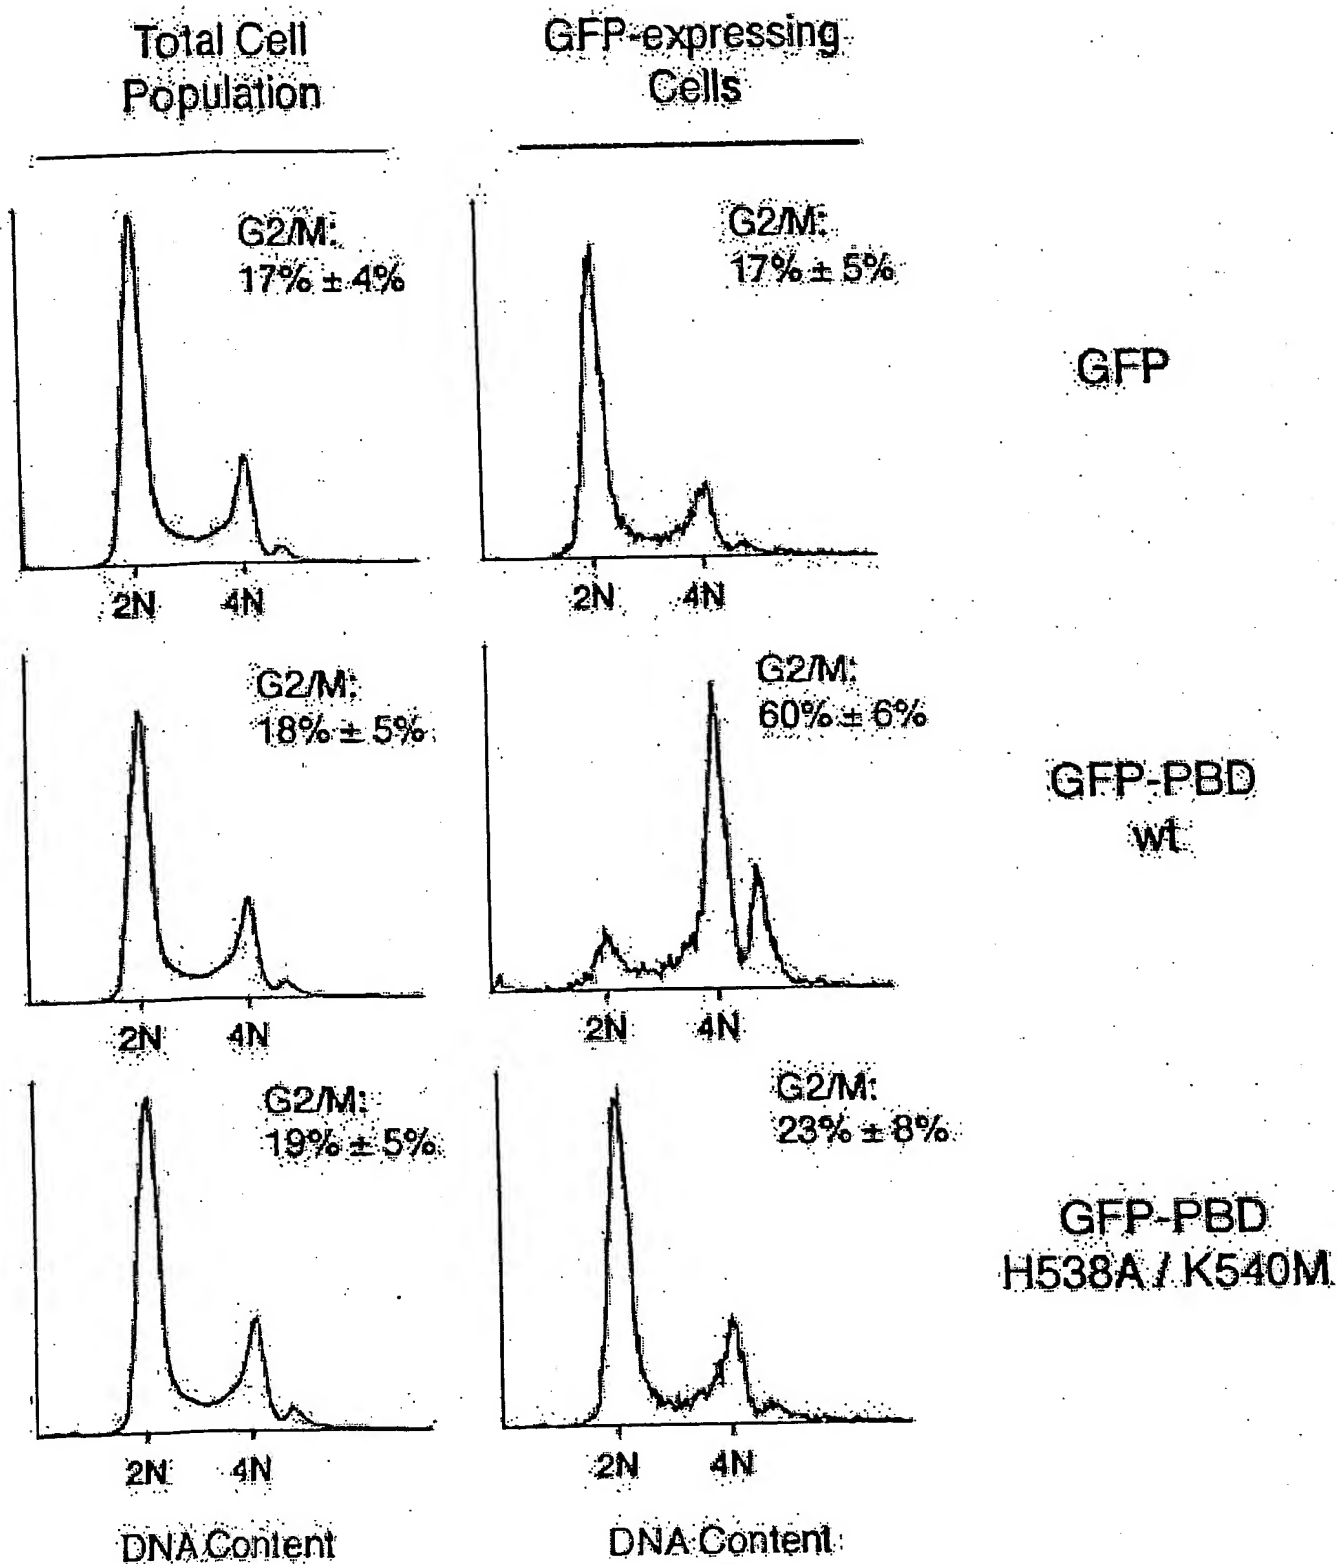 Total Cell
Population
GFP-expressing
Cells
G2/M:
17% ± 4%
G2/M:
17% ± 5%
GFP
2N 4N
2N 4N
G2/M:
18% ± 5%
G2/M:
60% ± 6%
GFP-PBD
wt
2N 4N
2N 4N
G2/M:
19% ± 5%
G2/M:
23% ± 8%
GFP-PBD
H538A / K540M
2N 4N
2N 4N
DNA Content
DNA Content